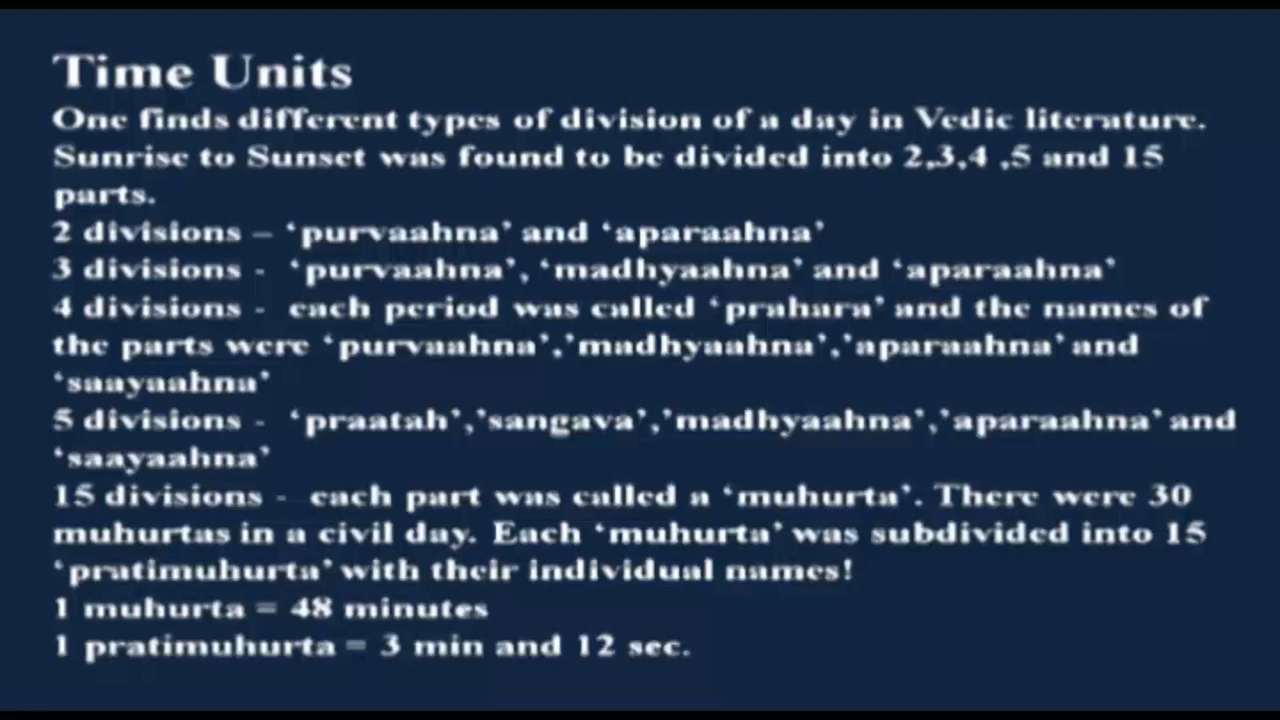 Time Units
One finds different types of division of a day in Vedic literature.
Sunrise to Sunset was found to be divided into 2,3,4 ,5 and 15
parts.
2 divisions – ‘purvaahna’ and ‘aparaahna’
3 divisions - ‘purvaahna’, ‘madhyaahna’ and ‘aparaahna’
4 divisions - each period was called ‘prahara’ and the names of
the parts were ‘purvaahna’,’madhyaahna’,’aparaahna’ and
‘saayaahna’
5 divisions - ‘praatah’,’sangava’,’madhyaahna’,’aparaahna’ and
‘saayaahna’
15 divisions - each part was called a ‘muhurta’. There were 30
muhurtas in a civil day. Each ‘muhurta’ was subdivided into 15
‘pratimuhurta’ with their individual names!
1 muhurta = 48 minutes
1 pratimuhurta = 3 min and 12 sec.